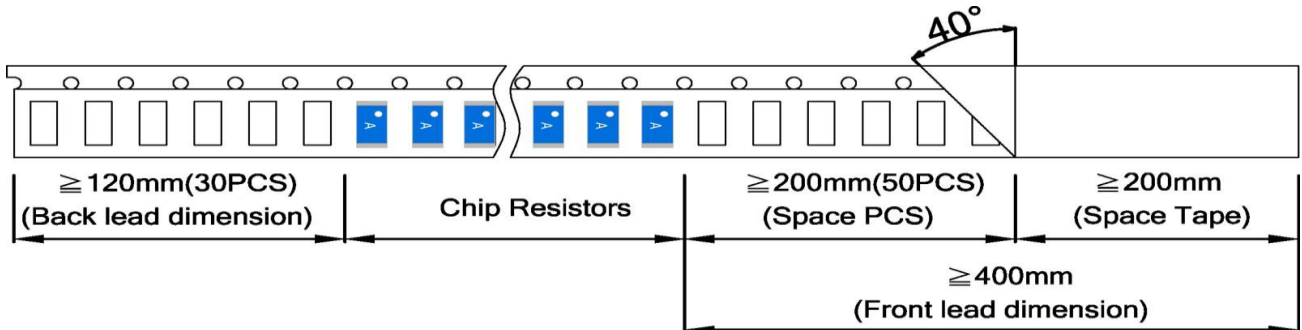 40°
A A A A A A
≧120mm(30PCS)
(Back lead dimension)
Chip Resistors
≧200mm(50PCS)
(Space PCS)
≧200mm
(Space Tape)
≧400mm
(Front lead dimension)